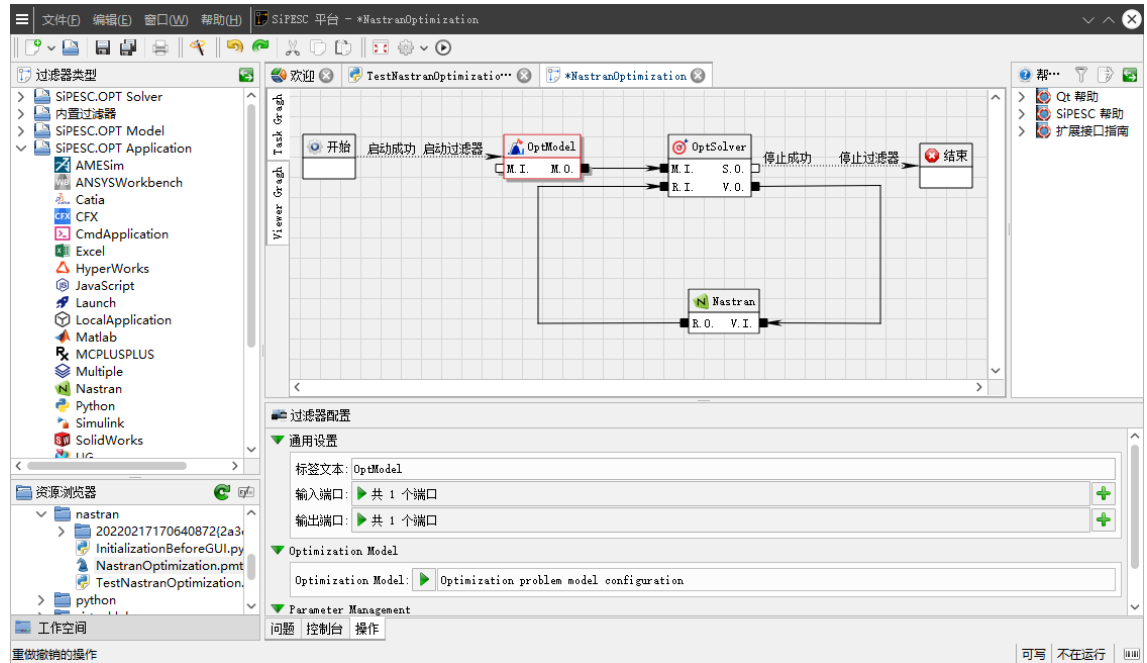 文件(F) 编辑(E) 窗口(W) 帮助(H) SiPESC 平台 - *NastranOptimization
过滤器类型
SiPESC.OPT Solver
内置过滤器
SiPESC.OPT Model
SiPESC.OPT Application
AMESim
ANSYSWorkbench
Catia
CFX
CmdApplication
Excel
HyperWorks
JavaScript
Launch
LocalApplication
Matlab
MCPLUSPLUS
Multiple
Nastran
Python
Simulink
SolidWorks
UG
资源浏览器
nastran
20220217170640872{2a3
InitializationBeforeGUI.py
NastranOptimization.pmt
TestNastranOptimization.
python
工作空间
欢迎 TestNastranOptimizatio… *NastranOptimization
Task Gragh
Viewer Gragh
开始
启动成功 启动过滤器
OptModel
M.I. M.O.
OptSolver
M.I. S.O.
R.I. V.O.
停止成功 停止过滤器
结束
Nastran
R.O. V.I.
过滤器配置
通用设置
标签文本: OptModel
输入端口: 共 1 个端口
输出端口: 共 1 个端口
Optimization Model
Optimization Model: Optimization problem model configuration
Parameter Management
问题 控制台 操作
帮…
Qt 帮助
SiPESC 帮助
扩展接口指南
重做撤销的操作
可写 不在运行